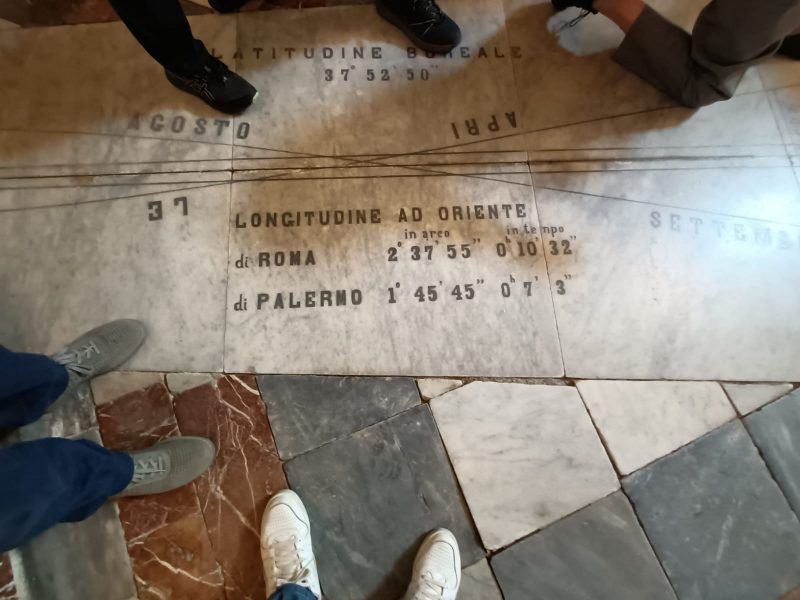 LATITUDINE BOREALE
37° 52' 50"
AGOSTO APRI
37
LONGITUDINE AD ORIENTE
in arco in tempo
di ROMA 2° 37' 55" 0ʰ 10' 32"
di PALERMO 1° 45' 45" 0ʰ 7' 3"
SETTEMB